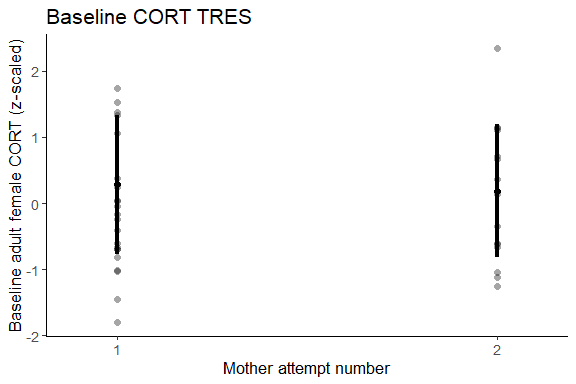 Baseline CORT TRES
Baseline adult female CORT (z-scaled)
2
1
0
-1
-2
1
2
Mother attempt number